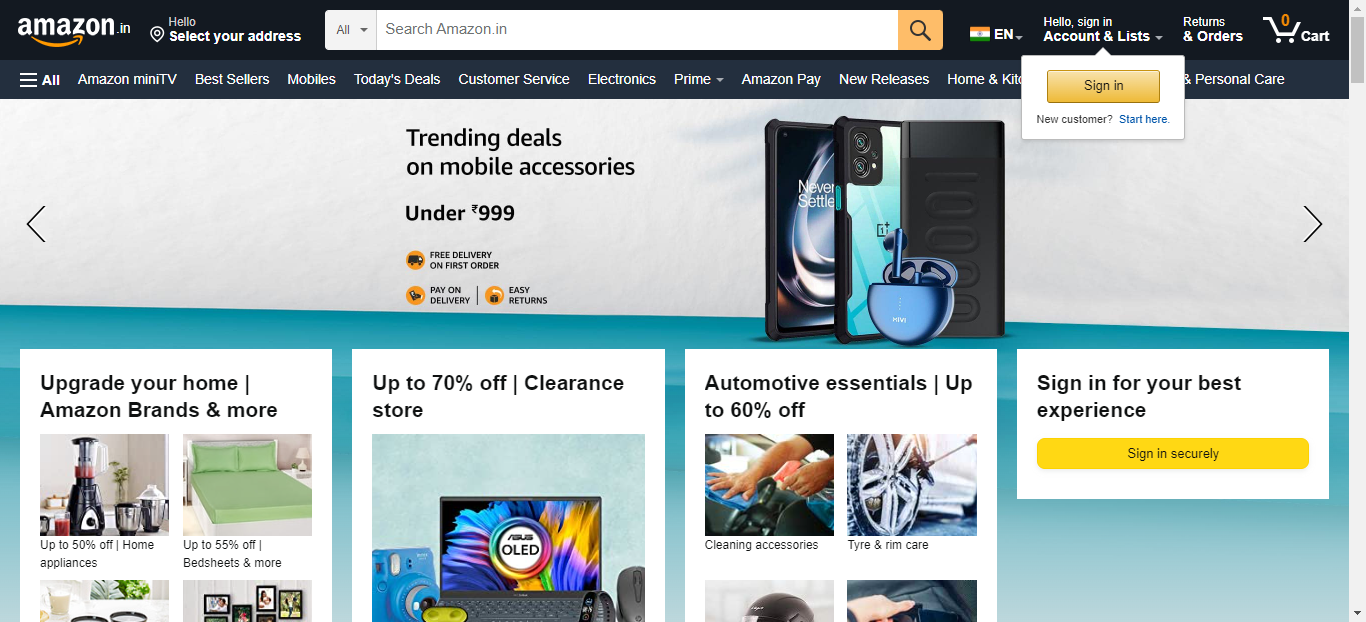 amazon.in
Hello
Select your address
All
Search Amazon.in
EN
Hello, sign in
Account & Lists
Returns
& Orders
0
Cart
All
Amazon miniTV
Best Sellers
Mobiles
Today's Deals
Customer Service
Electronics
Prime
Amazon Pay
New Releases
Home & Kitc
& Personal Care
Sign in
New customer? Start here.
Trending deals
on mobile accessories
Under ₹999
FREE DELIVERY
ON FIRST ORDER
PAY ON
DELIVERY
EASY
RETURNS
Never
Settle
1+
MIVI
Upgrade your home |
Amazon Brands & more
Up to 50% off | Home
appliances
Up to 55% off |
Bedsheets & more
Up to 70% off | Clearance
store
ASUS
OLED
Automotive essentials | Up
to 60% off
Cleaning accessories
Tyre & rim care
Sign in for your best
experience
Sign in securely